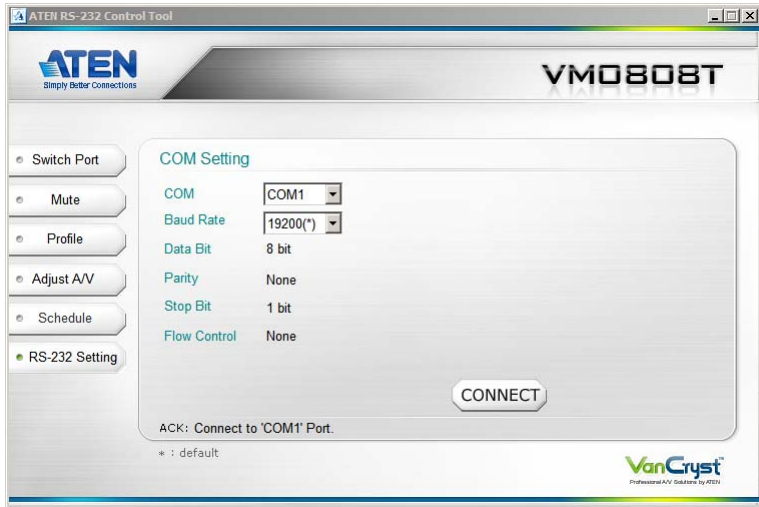 ATEN RS-232 Control Tool
ATEN
Simply Better Connections
VM0808T
Switch Port
Mute
Profile
Adjust A/V
Schedule
RS-232 Setting
COM Setting
COM COM1
Baud Rate 19200(*)
Data Bit 8 bit
Parity None
Stop Bit 1 bit
Flow Control None
CONNECT
ACK: Connect to 'COM1' Port.
* : default
VanCryst™
Professional A/V Solutions by ATEN